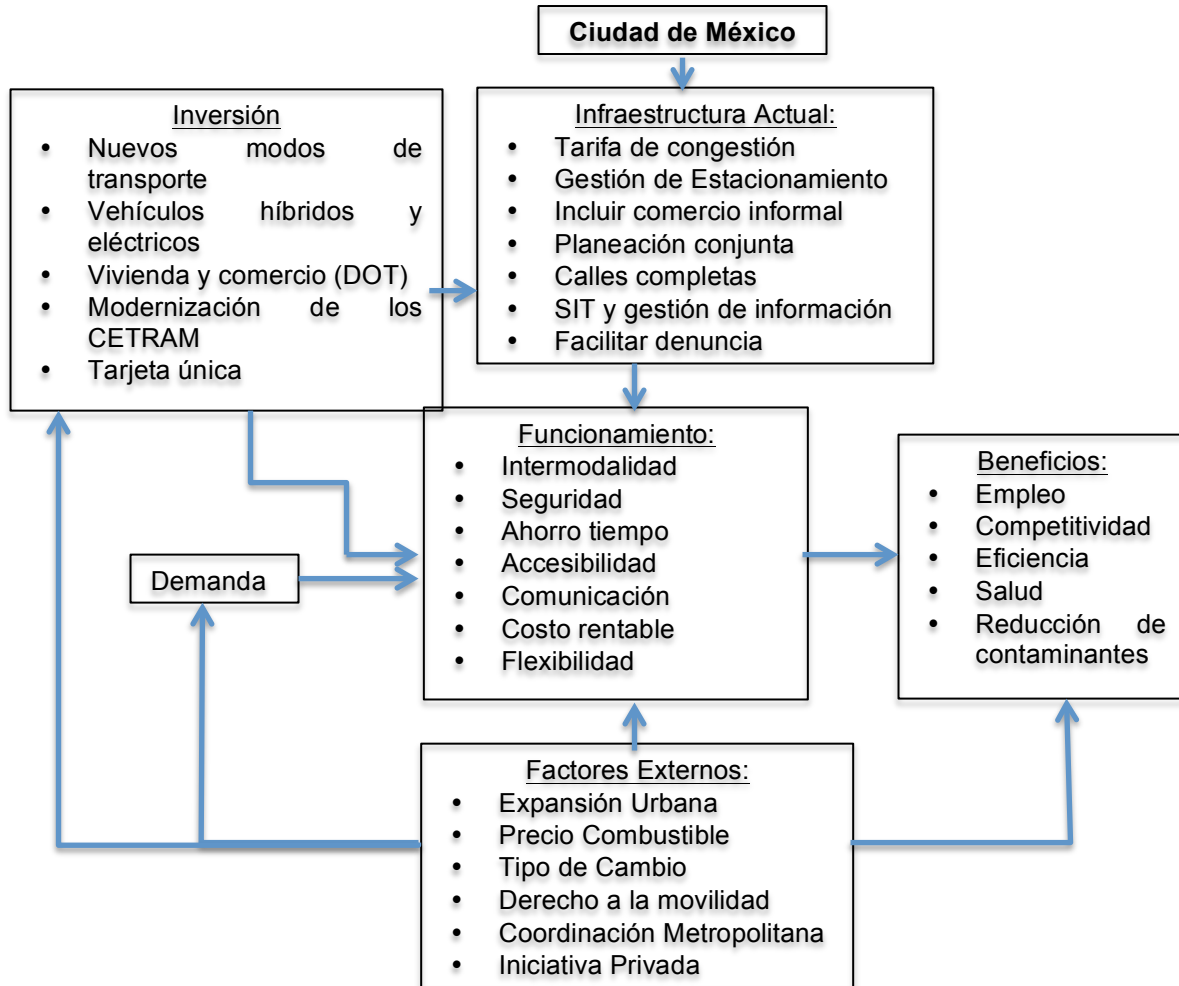 Ciudad de México
Inversión
• Nuevos modos de
transporte
• Vehículos híbridos y
eléctricos
• Vivienda y comercio (DOT)
• Modernización de los
CETRAM
• Tarjeta única
Infraestructura Actual:
• Tarifa de congestión
• Gestión de Estacionamiento
• Incluir comercio informal
• Planeación conjunta
• Calles completas
• SIT y gestión de información
• Facilitar denuncia
Demanda
Funcionamiento:
• Intermodalidad
• Seguridad
• Ahorro tiempo
• Accesibilidad
• Comunicación
• Costo rentable
• Flexibilidad
Beneficios:
• Empleo
• Competitividad
• Eficiencia
• Salud
• Reducción de
contaminantes
Factores Externos:
• Expansión Urbana
• Precio Combustible
• Tipo de Cambio
• Derecho a la movilidad
• Coordinación Metropolitana
• Iniciativa Privada